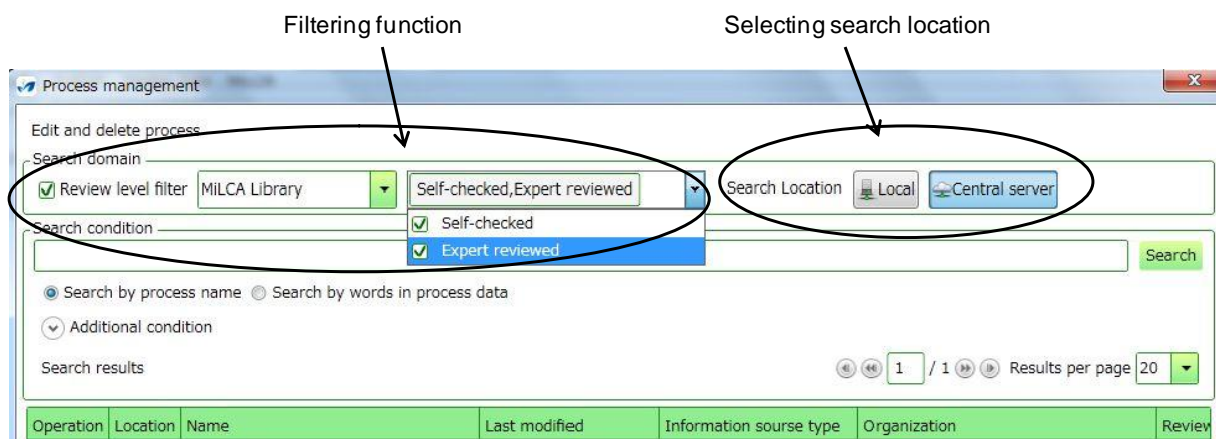 Filtering function Selecting search location
Process management
Edit and delete process
Search domain
Review level filter MiLCA Library Self-checked,Expert reviewed Search Location Local Central server
Self-checked
Search condition
Expert reviewed
Search
Search by process name Search by words in process data
Additional condition
Search results 1 / 1 Results per page 20
Operation Location Name Last modified Information sourse type Organization Review